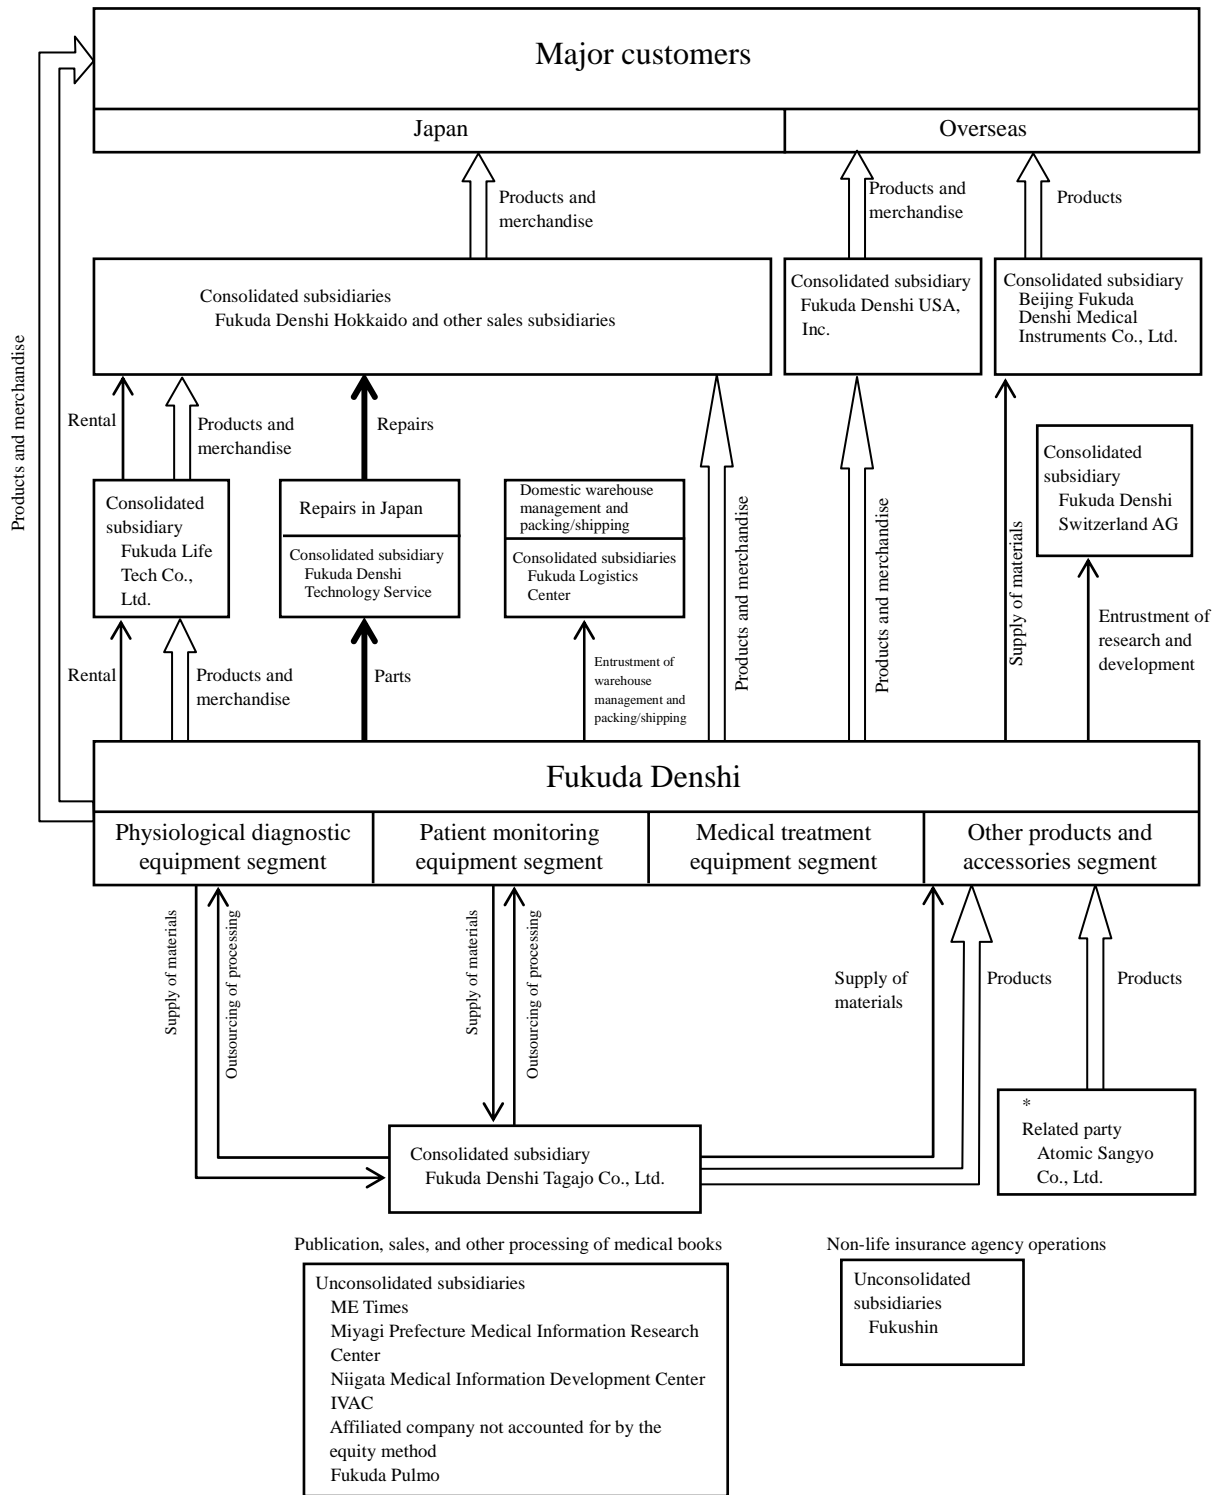 Major customers
Japan
Overseas
Products and
merchandise
Products and
merchandise
Products
Products and merchandise
Consolidated subsidiaries
Fukuda Denshi Hokkaido and other sales subsidiaries
Consolidated subsidiary
Fukuda Denshi USA,
Inc.
Consolidated subsidiary
Beijing Fukuda
Denshi Medical
Instruments Co., Ltd.
Rental
Products and
merchandise
Repairs
Consolidated
subsidiary
Fukuda Life
Tech Co.,
Ltd.
Repairs in Japan
Consolidated subsidiary
Fukuda Denshi
Technology Service
Domestic warehouse
management and
packing/shipping
Consolidated subsidiaries
Fukuda Logistics
Center
Products and merchandise
Products and merchandise
Supply of materials
Consolidated
subsidiary
Fukuda Denshi
Switzerland AG
Rental
Products and
merchandise
Parts
Entrustment of
warehouse
management and
packing/shipping
Entrustment of
research and
development
Fukuda Denshi
Physiological diagnostic
equipment segment
Patient monitoring
equipment segment
Medical treatment
equipment segment
Other products and
accessories segment
Supply of materials
Outsourcing of processing
Supply of materials
Outsourcing of processing
Supply of
materials
Products
Products
Consolidated subsidiary
Fukuda Denshi Tagajo Co., Ltd.
*
Related party
Atomic Sangyo
Co., Ltd.
Publication, sales, and other processing of medical books
Unconsolidated subsidiaries
ME Times
Miyagi Prefecture Medical Information Research
Center
Niigata Medical Information Development Center
IVAC
Affiliated company not accounted for by the
equity method
Fukuda Pulmo
Non-life insurance agency operations
Unconsolidated
subsidiaries
Fukushin